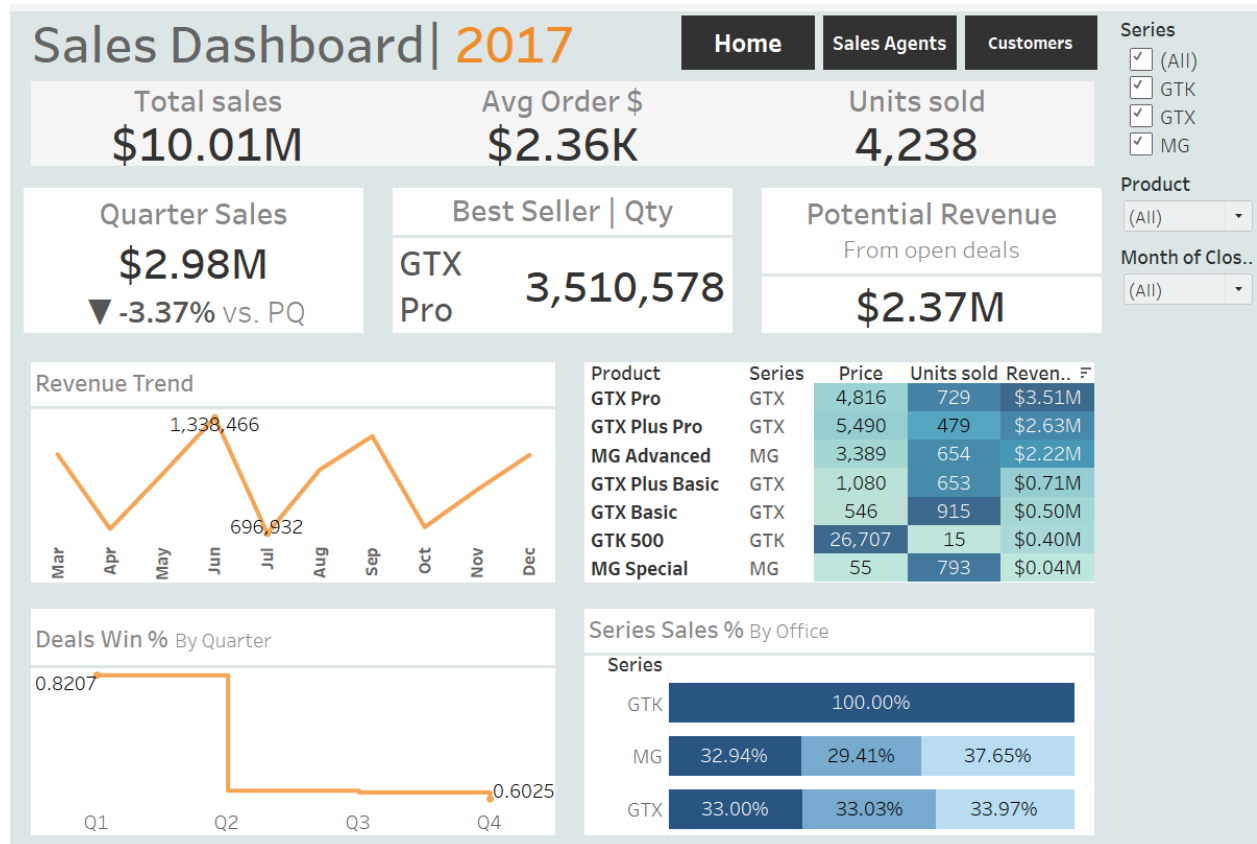 Sales Dashboard| 2017
Home
Sales Agents
Customers
Series
(All)
GTK
GTX
MG
Product
(All)
Month of Clos..
(All)
Total sales
$10.01M
Avg Order $
$2.36K
Units sold
4,238
Quarter Sales
$2.98M
▼ -3.37% vs. PQ
Best Seller | Qty
GTX
Pro
3,510,578
Potential Revenue
From open deals
$2.37M
Revenue Trend
1,338,466
696,932
Mar Apr May Jun Jul Aug Sep Oct Nov Dec
Product Series Price Units sold Reven..
GTX Pro GTX 4,816 729 $3.51M
GTX Plus Pro GTX 5,490 479 $2.63M
MG Advanced MG 3,389 654 $2.22M
GTX Plus Basic GTX 1,080 653 $0.71M
GTX Basic GTX 546 915 $0.50M
GTK 500 GTK 26,707 15 $0.40M
MG Special MG 55 793 $0.04M
Deals Win % By Quarter
0.8207
0.6025
Q1 Q2 Q3 Q4
Series Sales % By Office
Series
GTK 100.00%
MG 32.94% 29.41% 37.65%
GTX 33.00% 33.03% 33.97%